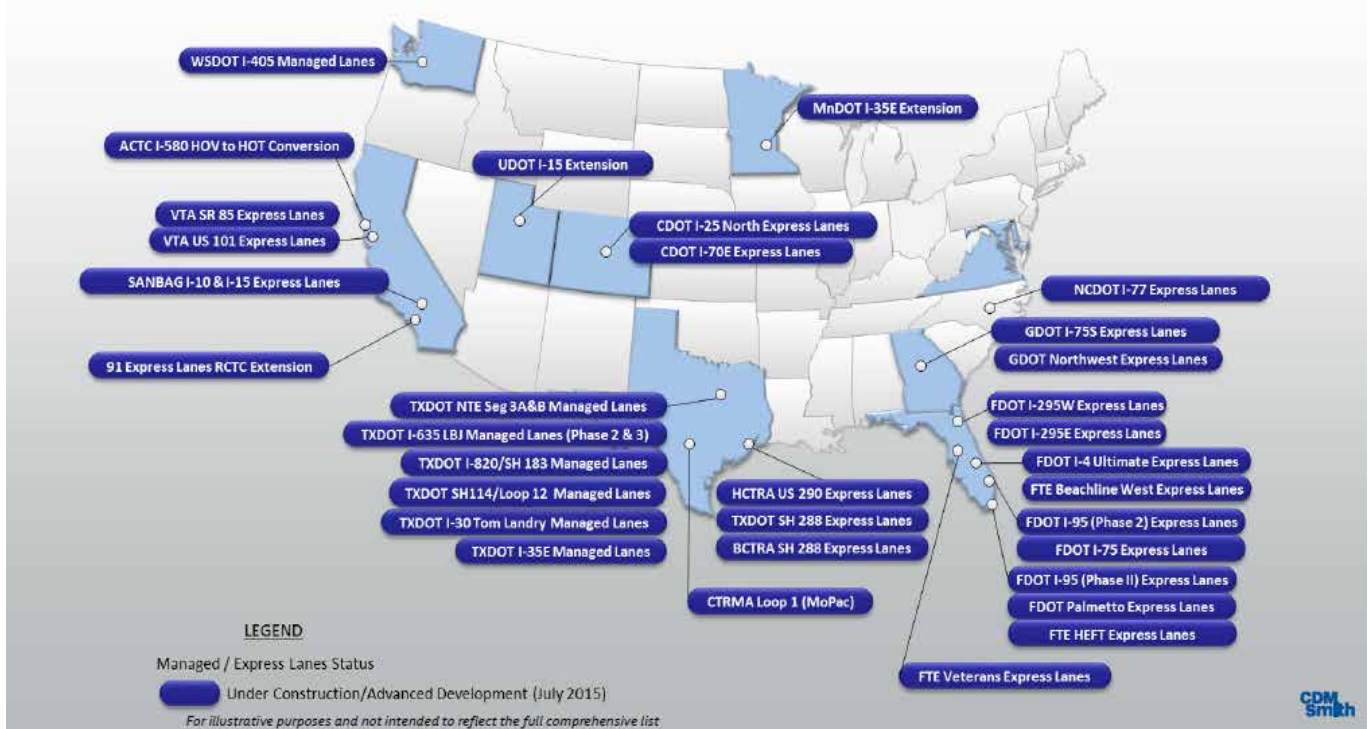 WSDOT I-405 Managed Lanes
MnDOT I-35E Extension
ACTC I-580 HOV to HOT Conversion
UDOT I-15 Extension
VTA SR 85 Express Lanes
VTA US 101 Express Lanes
CDOT I-25 North Express Lanes
CDOT I-70E Express Lanes
SANBAG I-10 & I-15 Express Lanes
NCDOT I-77 Express Lanes
GDOT I-75S Express Lanes
GDOT Northwest Express Lanes
91 Express Lanes RCTC Extension
TXDOT NTE Seg 3A&B Managed Lanes
TXDOT I-635 LBJ Managed Lanes (Phase 2 & 3)
TXDOT I-820/SH 183 Managed Lanes
TXDOT SH114/Loop 12 Managed Lanes
TXDOT I-30 Tom Landry Managed Lanes
TXDOT I-35E Managed Lanes
HCTRA US 290 Express Lanes
TXDOT SH 288 Express Lanes
BCTRA SH 288 Express Lanes
CTRMA Loop 1 (MoPac)
FDOT I-295W Express Lanes
FDOT I-295E Express Lanes
FDOT I-4 Ultimate Express Lanes
FTE Beachline West Express Lanes
FDOT I-95 (Phase 2) Express Lanes
FDOT I-75 Express Lanes
FDOT I-95 (Phase II) Express Lanes
FDOT Palmetto Express Lanes
FTE HEFT Express Lanes
FTE Veterans Express Lanes
LEGEND
Managed / Express Lanes Status
Under Construction/Advanced Development (July 2015)
For illustrative purposes and not intended to reflect the full comprehensive list
CDM
Smith